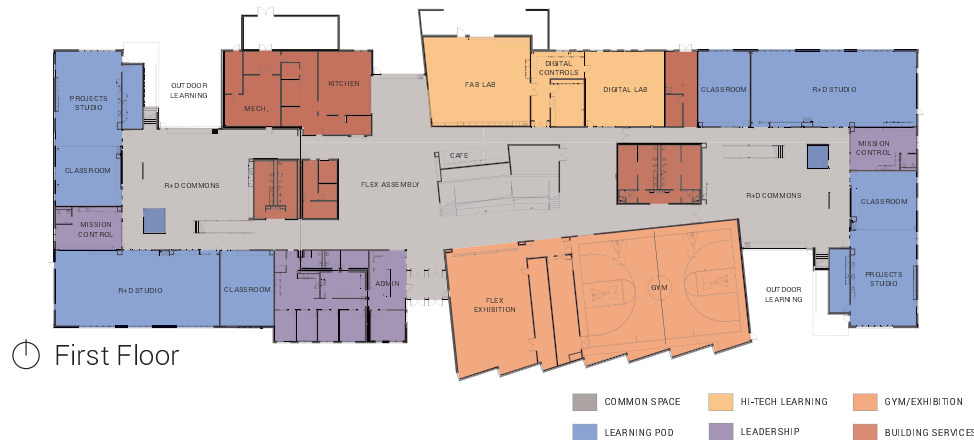 OUTDOOR
LEARNING
PROJECTS
STUDIO
MECH.
KITCHEN
FAB LAB
DIGITAL
CONTROLS
DIGITAL LAB
CLASSROOM
R+D STUDIO
CLASSROOM
R+D COMMONS
FLEX ASSEMBLY
CAFE
R+D COMMONS
MISSION
CONTROL
CLASSROOM
MISSION
CONTROL
R+D STUDIO
CLASSROOM
ADMIN
FLEX
EXHIBITION
GYM
OUTDOOR
LEARNING
PROJECTS
STUDIO
First Floor
COMMON SPACE
HI-TECH LEARNING
GYM/EXHIBITION
LEARNING POD
LEADERSHIP
BUILDING SERVICES